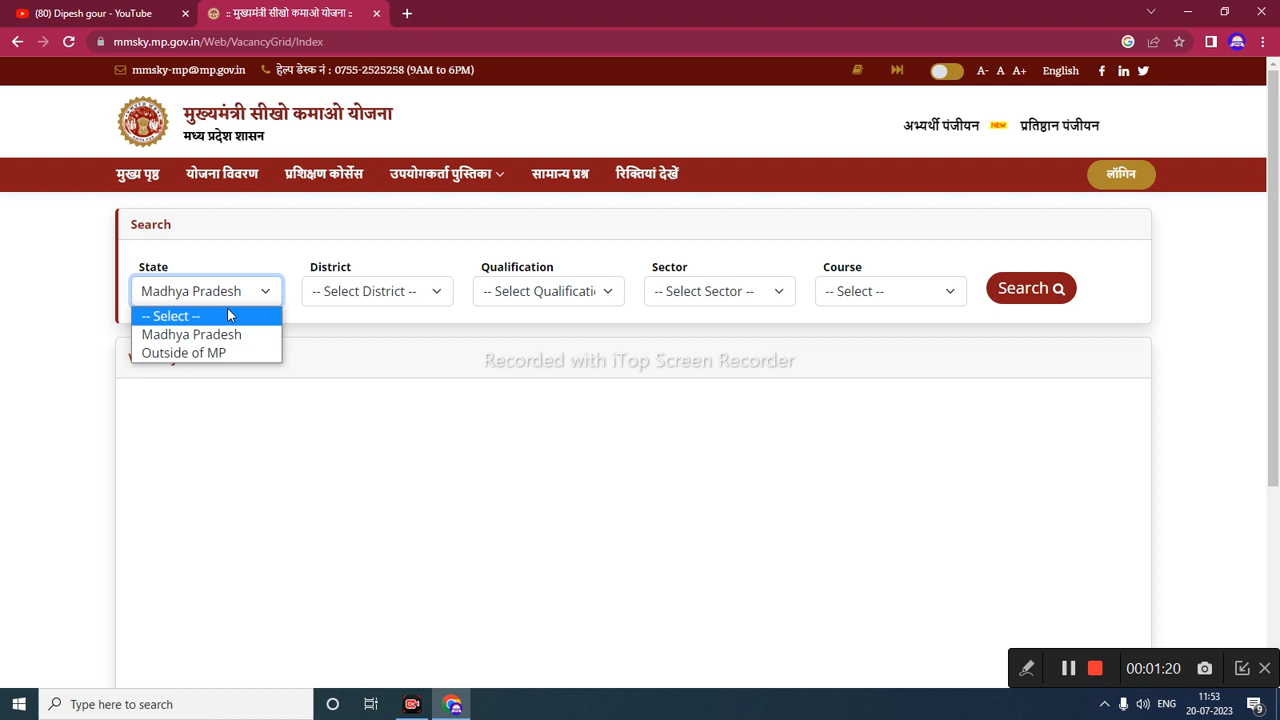 (80) Dipesh gour - YouTube
:: मुख्यमंत्री सीखो कमाओ योजना ::
mmsky.mp.gov.in/Web/VacancyGrid/Index
mmsky-mp@mp.gov.in
हेल्प डेस्क नं : 0755-2525258 (9AM to 6PM)
A- A A+
English
मुख्यमंत्री सीखो कमाओ योजना
मध्य प्रदेश शासन
अभ्यर्थी पंजीयन NEW प्रतिष्ठान पंजीयन
मुख्य पृष्ठ योजना विवरण प्रशिक्षण कोर्सेस उपयोगकर्ता पुस्तिका सामान्य प्रश्न रिक्तियां देखें लॉगिन
Search
State District Qualification Sector Course
Madhya Pradesh -- Select District -- -- Select Qualificati -- Select Sector -- -- Select -- Search
-- Select --
Madhya Pradesh
Outside of MP
Recorded with iTop Screen Recorder
00:01:20
Type here to search
ENG
11:53
20-07-2023
9